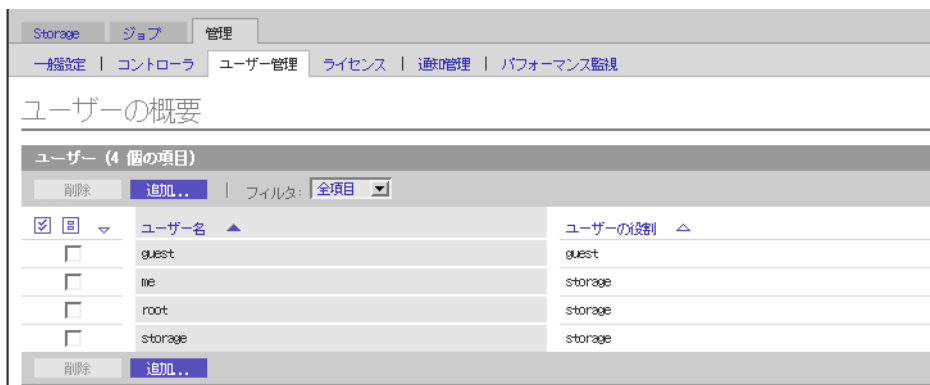 Storage ジョブ 管理
一般設定 | コントローラ ユーザー管理 ライセンス | 通知管理 | パフォーマンス監視
ユーザーの概要
ユーザー (4 個の項目)
削除 追加... | フィルタ: 全項目
ユーザー名 ユーザーの役割
guest guest
me storage
root storage
storage storage
削除 追加...